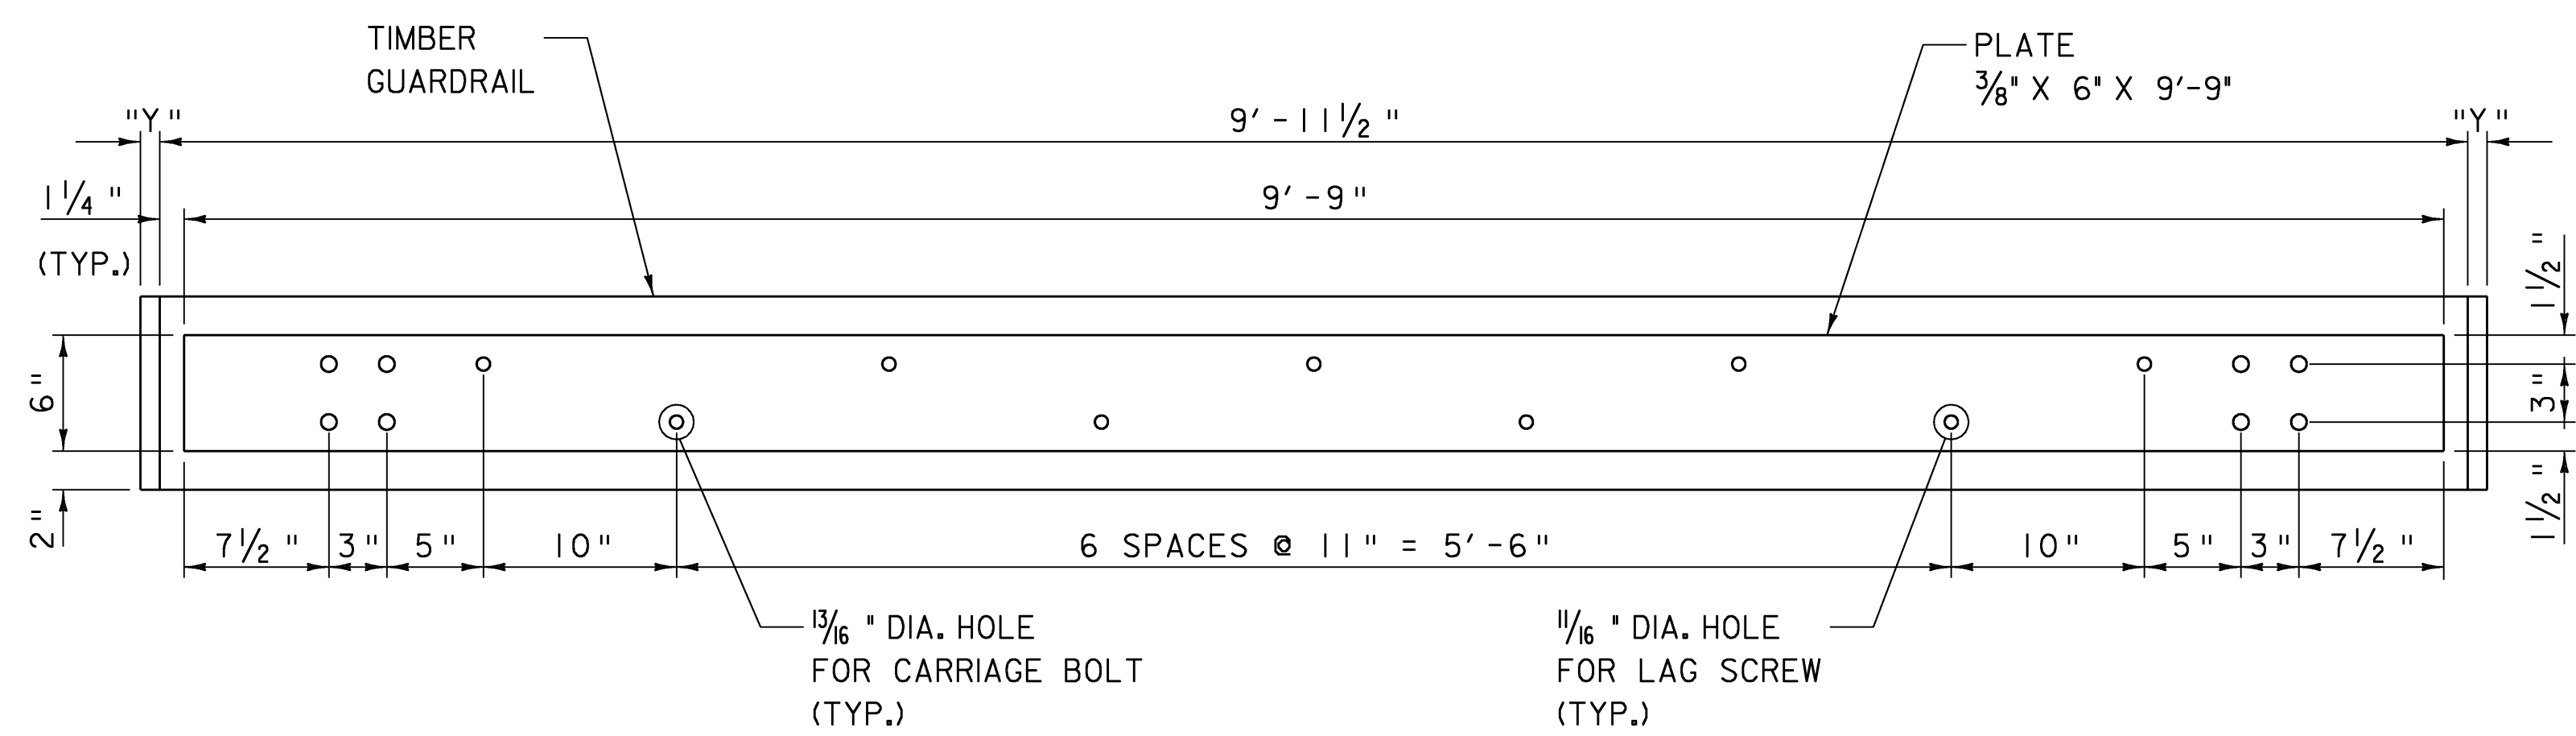 TIMBER
GUARDRAIL
PLATE
3/8" X 6" X 9'-9"
"Y"
9'-11 1/2"
"Y"
1 1/4"
(TYP.)
9'-9"
1 1/2"
6"
3"
2"
1 1/2"
7 1/2" 3" 5" 10" 6 SPACES @ 11" = 5'-6" 10" 5" 3" 7 1/2"
13/16" DIA. HOLE
FOR CARRIAGE BOLT
(TYP.)
11/16" DIA. HOLE
FOR LAG SCREW
(TYP.)